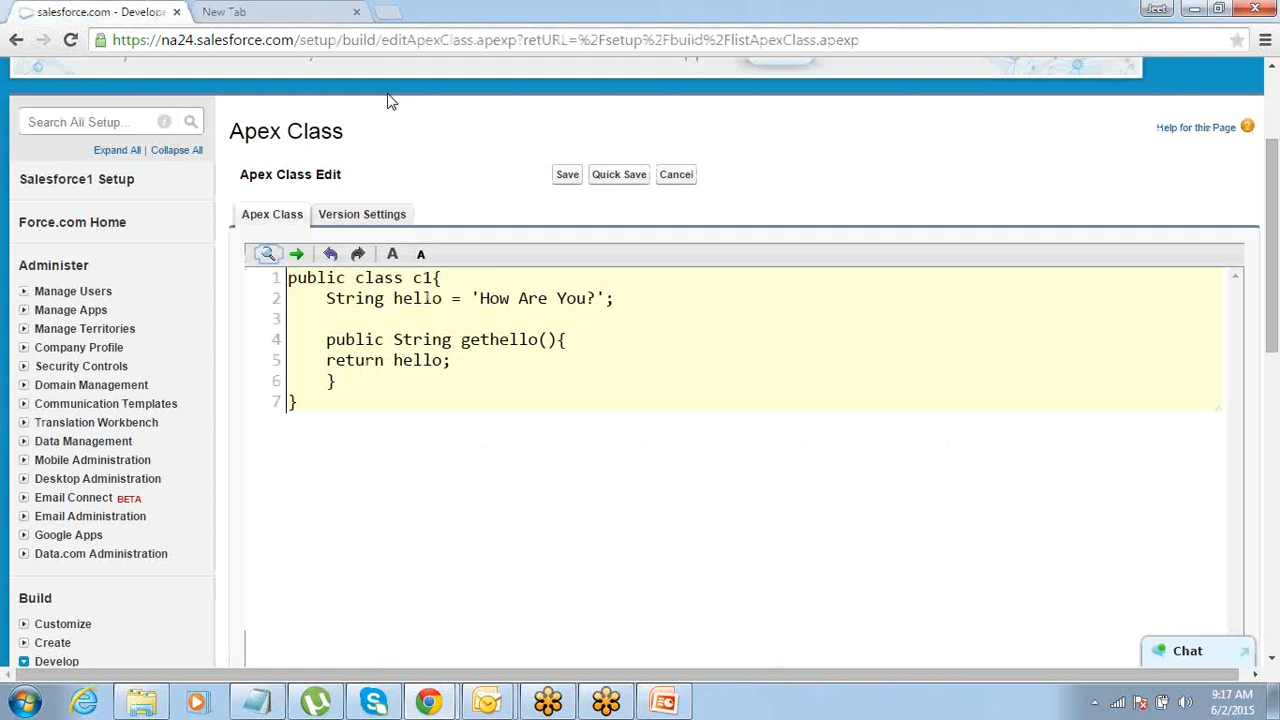 salesforce.com - Develope
New Tab
Jeet
https://na24.salesforce.com/setup/build/editApexClass.apexp?retURL=%2Fsetup%2Fbuild%2FlistApexClass.apexp
Search All Setup...
Expand All | Collapse All
Salesforce1 Setup
Force.com Home
Administer
Manage Users
Manage Apps
Manage Territories
Company Profile
Security Controls
Domain Management
Communication Templates
Translation Workbench
Data Management
Mobile Administration
Desktop Administration
Email Connect BETA
Email Administration
Google Apps
Data.com Administration
Build
Customize
Create
Develop
Apex Class
Help for this Page
Apex Class Edit
Save
Quick Save
Cancel
Apex Class
Version Settings
A
A
1 public class c1{
2 String hello = 'How Are You?';
3
4 public String gethello(){
5 return hello;
6 }
7 }
Chat
9:17 AM
6/2/2015